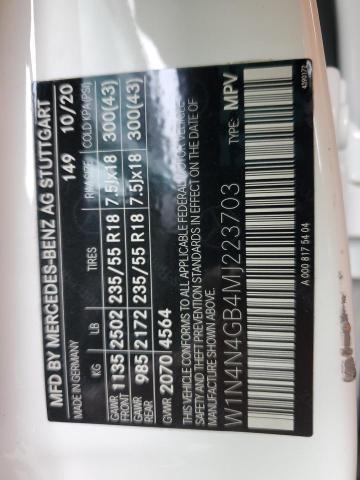 MFD BY MERCEDES-BENZ AG STUTTGART
MADE IN GERMANY 149 10/20
KG LB TIRES RIM SIZE COLD KPA(PSI)
GAWR FRONT 1135 2502 235/55 R18 7.5Jx18 300(43)
GAWR REAR 985 2172 235/55 R18 7.5Jx18 300(43)
GVWR 2070 4564
THIS VEHICLE CONFORMS TO ALL APPLICABLE FEDERAL MOTOR VEHICLE
SAFETY AND THEFT PREVENTION STANDARDS IN EFFECT ON THE DATE OF
MANUFACTURE SHOWN ABOVE.
W1N4N4GB4MJ223703 TYPE: MPV
A 000 817 54 04